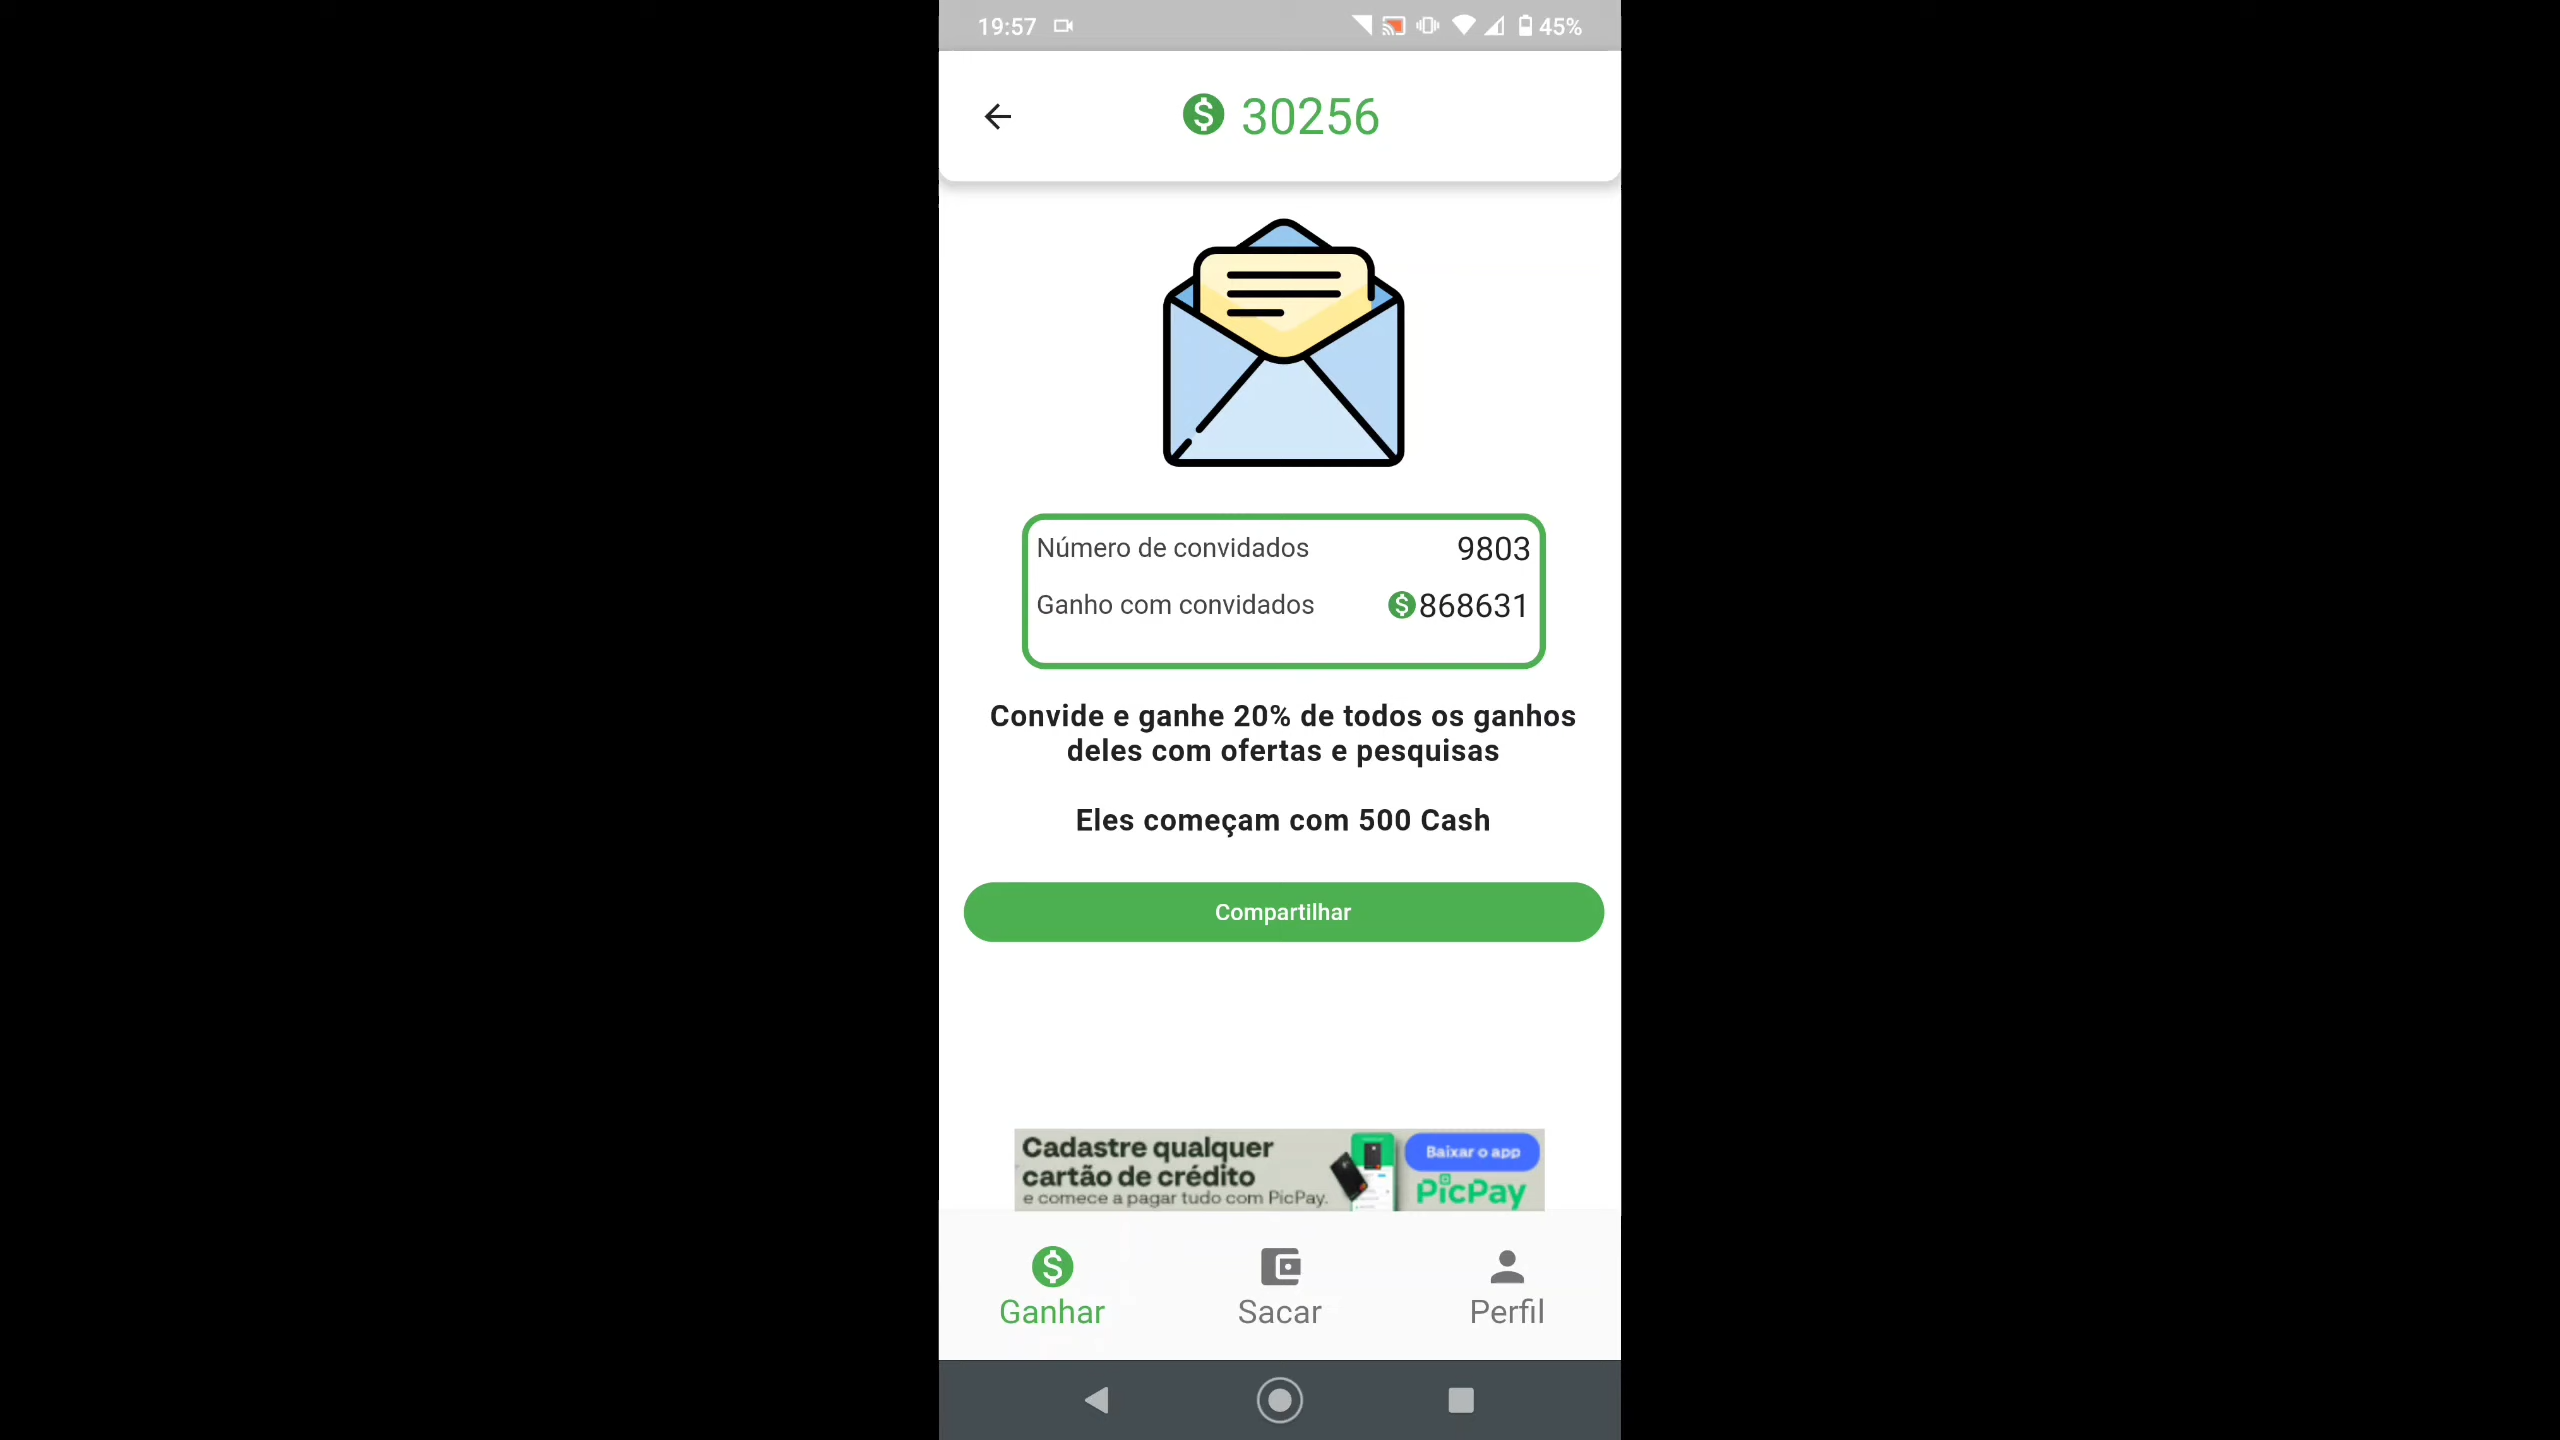 19:57
45%
30256
Número de convidados 9803
Ganho com convidados 868631
Convide e ganhe 20% de todos os ganhos
deles com ofertas e pesquisas
Eles começam com 500 Cash
Compartilhar
Cadastre qualquer
cartão de crédito
e comece a pagar tudo com PicPay.
Baixar o app
PicPay
Ganhar
Sacar
Perfil